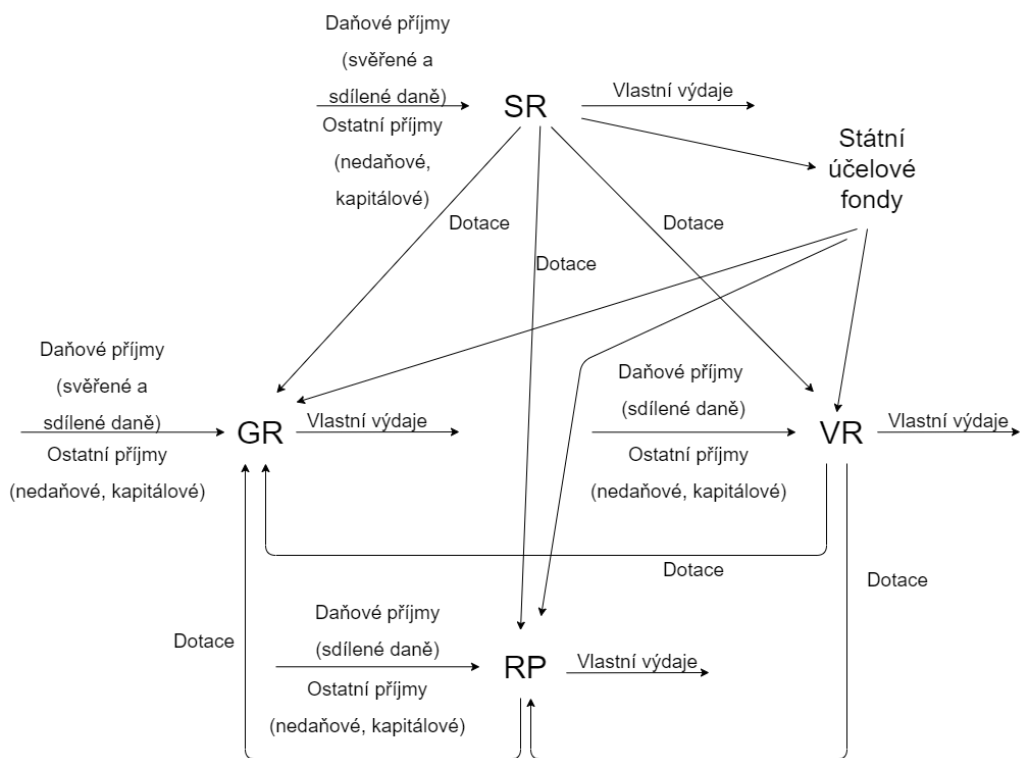 Daňové příjmy
(svěřené a
sdílené daně)
Ostatní příjmy
(nedaňové,
kapitálové)
SR
Vlastní výdaje
Státní
účelové
fondy
Dotace
Dotace
Dotace
Daňové příjmy
(svěřené a
sdílené daně)
Ostatní příjmy
(nedaňové, kapitálové)
GR
Vlastní výdaje
Daňové příjmy
(sdílené daně)
Ostatní příjmy
(nedaňové, kapitálové)
VR
Vlastní výdaje
Dotace
Dotace
Dotace
Daňové příjmy
(sdílené daně)
Ostatní příjmy
(nedaňové, kapitálové)
RP
Vlastní výdaje